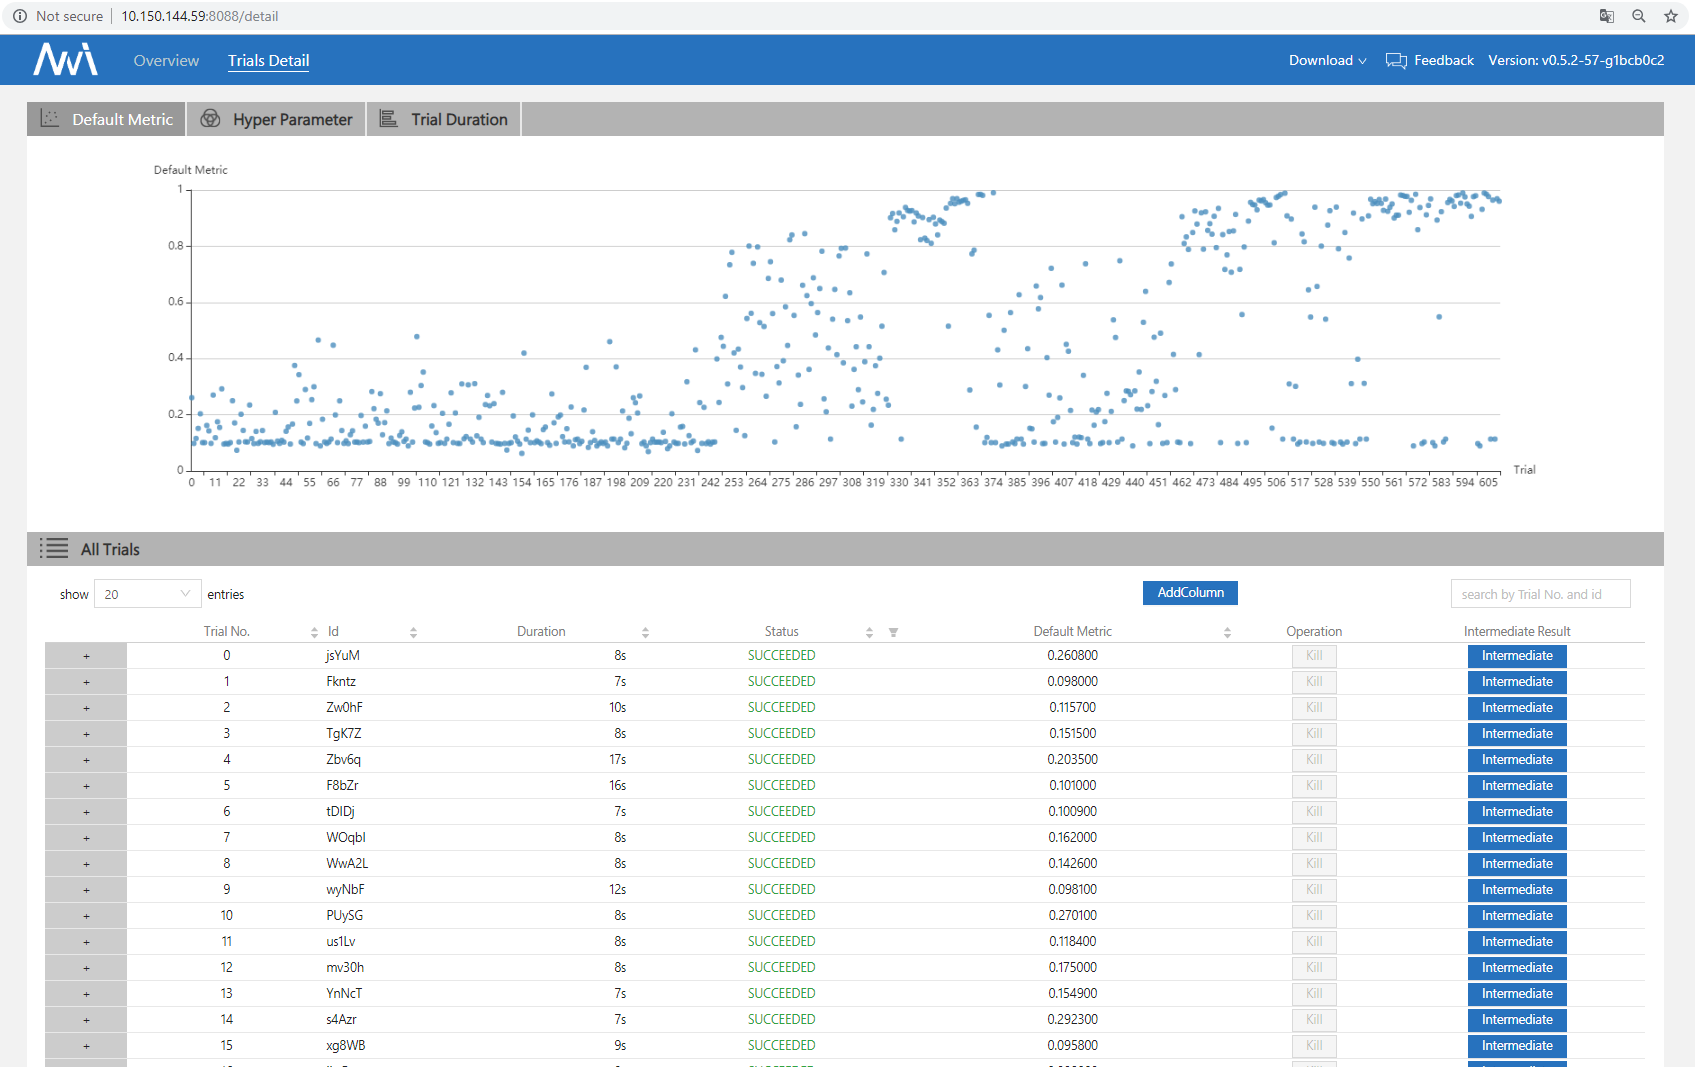 Not secure 10.150.144.59:8088/detail
Overview Trials Detail Download Feedback Version: v0.5.2-57-g1bcb0c2
Default Metric Hyper Parameter Trial Duration
Default Metric
1
0.8
0.6
0.4
0.2
0
Trial
0 11 22 33 44 55 66 77 88 99 110 121 132 143 154 165 176 187 198 209 220 231 242 253 264 275 286 297 308 319 330 341 352 363 374 385 396 407 418 429 440 451 462 473 484 495 506 517 528 539 550 561 572 583 594 605
All Trials
show 20 entries AddColumn search by Trial No. and id
Trial No. Id Duration Status Default Metric Operation Intermediate Result
+ 0 jsYuM 8s SUCCEEDED 0.260800 Kill Intermediate
+ 1 Fkntz 7s SUCCEEDED 0.098000 Kill Intermediate
+ 2 Zw0hF 10s SUCCEEDED 0.115700 Kill Intermediate
+ 3 TgK7Z 8s SUCCEEDED 0.151500 Kill Intermediate
+ 4 Zbv6q 17s SUCCEEDED 0.203500 Kill Intermediate
+ 5 F8bZr 16s SUCCEEDED 0.101000 Kill Intermediate
+ 6 tDIDj 7s SUCCEEDED 0.100900 Kill Intermediate
+ 7 WOqbI 8s SUCCEEDED 0.162000 Kill Intermediate
+ 8 WwA2L 8s SUCCEEDED 0.142600 Kill Intermediate
+ 9 wyNbF 12s SUCCEEDED 0.098100 Kill Intermediate
+ 10 PUySG 8s SUCCEEDED 0.270100 Kill Intermediate
+ 11 us1Lv 8s SUCCEEDED 0.118400 Kill Intermediate
+ 12 mv30h 8s SUCCEEDED 0.175000 Kill Intermediate
+ 13 YnNcT 7s SUCCEEDED 0.154900 Kill Intermediate
+ 14 s4Azr 7s SUCCEEDED 0.292300 Kill Intermediate
+ 15 xg8WB 9s SUCCEEDED 0.095800 Kill Intermediate